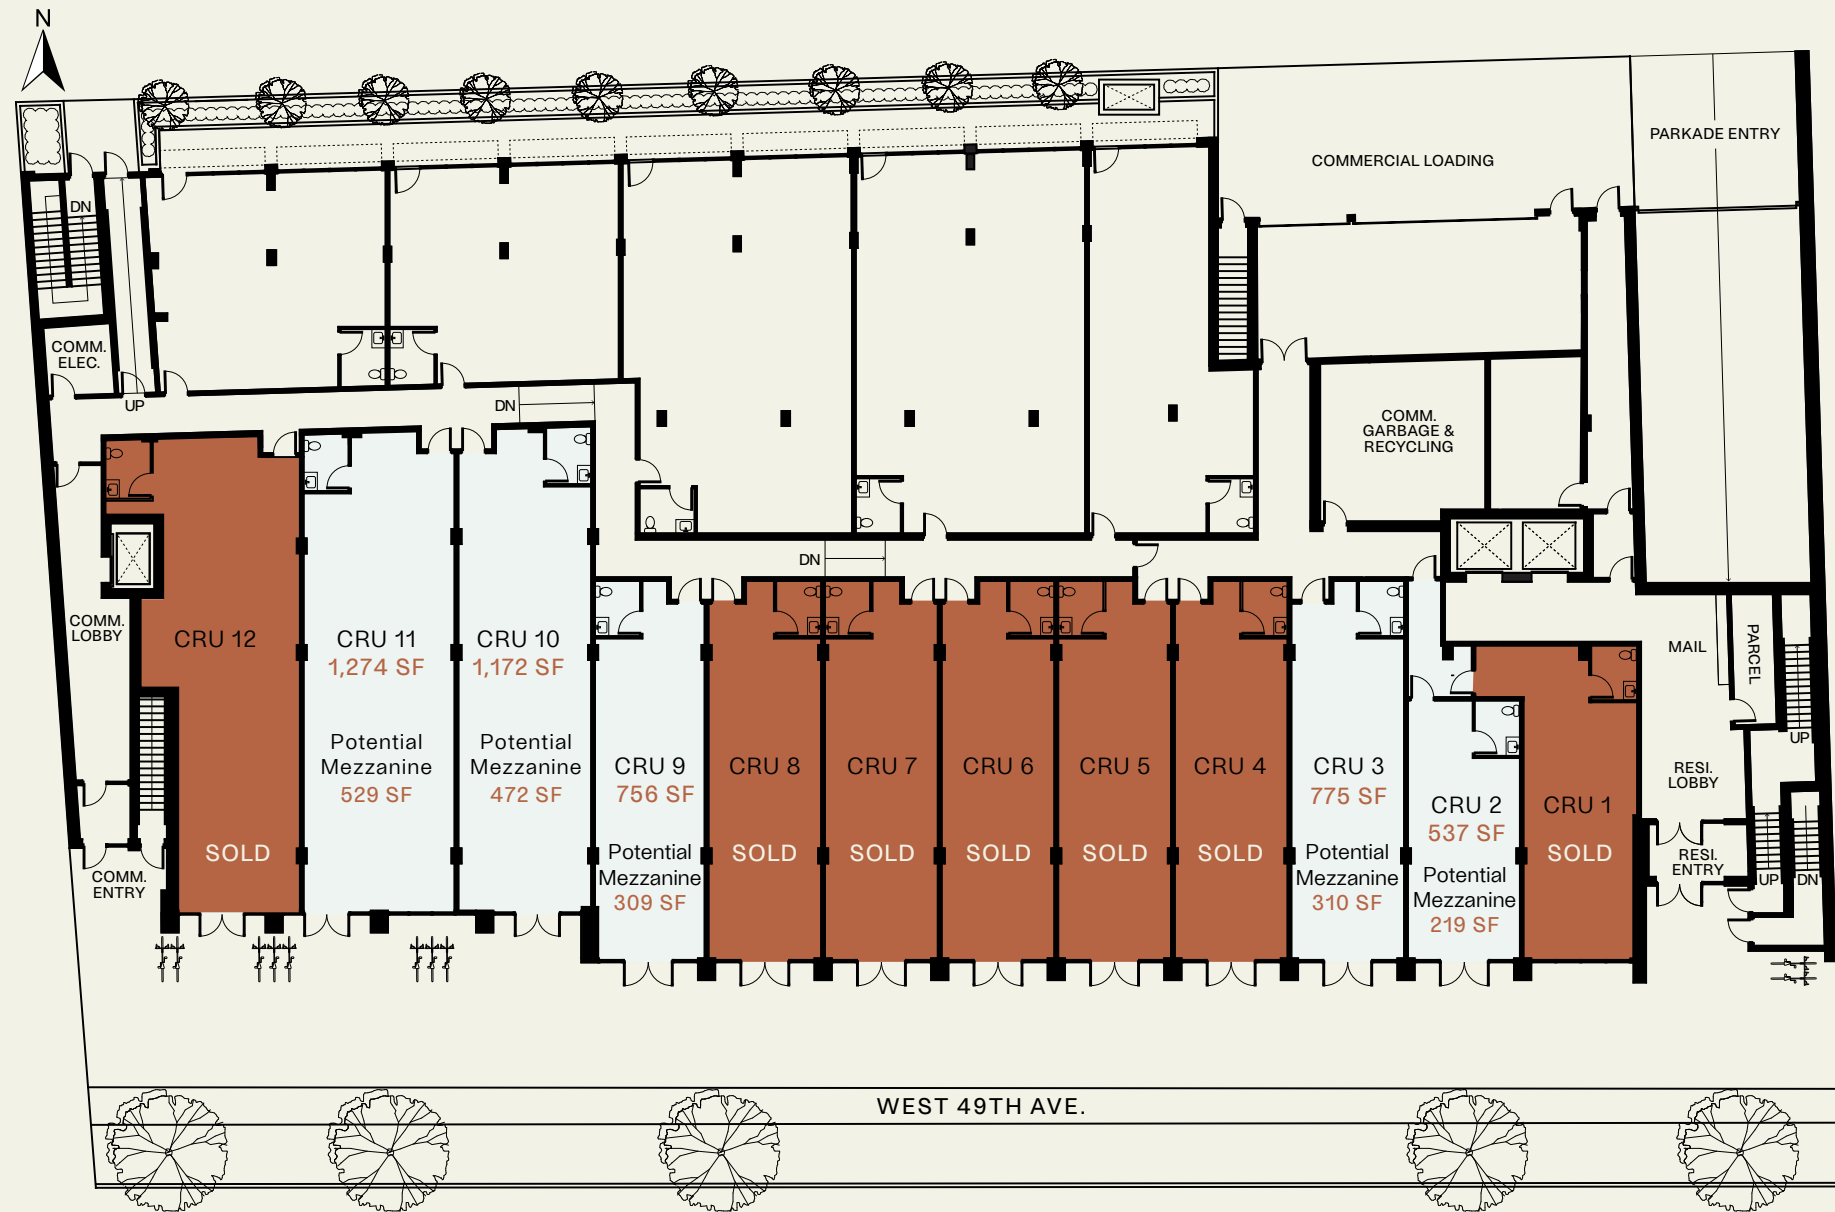 N
PARKADE ENTRY
COMMERCIAL LOADING
DN
COMM.
ELEC.
UP
DN
COMM.
GARBAGE &
RECYCLING
DN
COMM.
LOBBY
CRU 12
SOLD
CRU 11
1,274 SF
Potential
Mezzanine
529 SF
CRU 10
1,172 SF
Potential
Mezzanine
472 SF
CRU 9
756 SF
Potential
Mezzanine
309 SF
CRU 8
SOLD
CRU 7
SOLD
CRU 6
SOLD
CRU 5
SOLD
CRU 4
SOLD
CRU 3
775 SF
Potential
Mezzanine
310 SF
CRU 2
537 SF
Potential
Mezzanine
219 SF
CRU 1
SOLD
MAIL
PARCEL
UP
RESI.
LOBBY
RESI.
ENTRY
UP
DN
COMM.
ENTRY
WEST 49TH AVE.